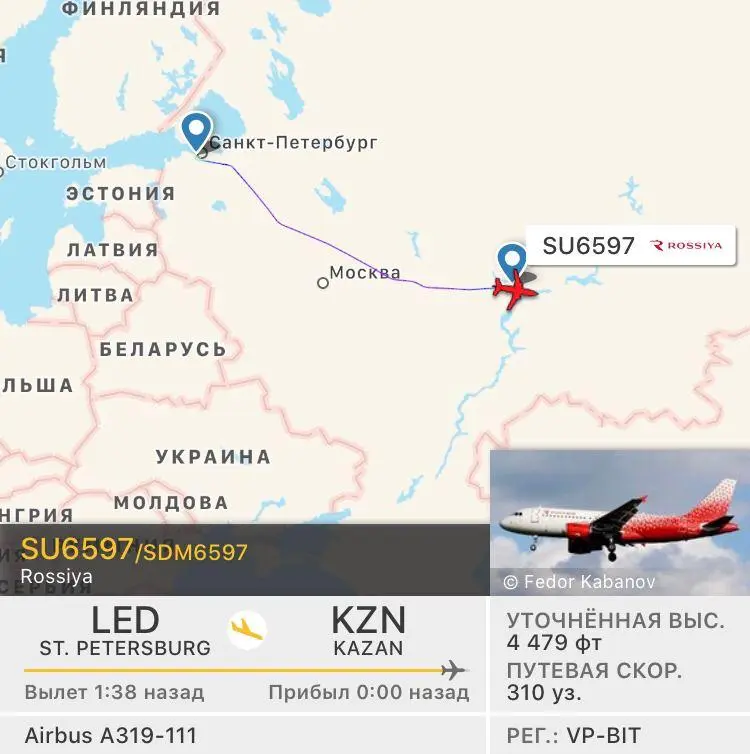 ФИНЛЯНДИЯ
Санкт-Петербург
Стокгольм
ЭСТОНИЯ
ЛАТВИЯ
SU6597 ROSSIYA
Москва
ЛИТВА
БЕЛАРУСЬ
ЛЬША
УКРАИНА
МОЛДОВА
НГРИЯ
SU6597/SDM6597
Rossiya
© Fedor Kabanov
LED
KZN
ST. PETERSBURG
KAZAN
Вылет 1:38 назад
Прибыл 0:00 назад
УТОЧНЁННАЯ ВЫС.
4 479 фт
ПУТЕВАЯ СКОР.
310 уз.
Airbus A319-111
РЕГ.: VP-BIT